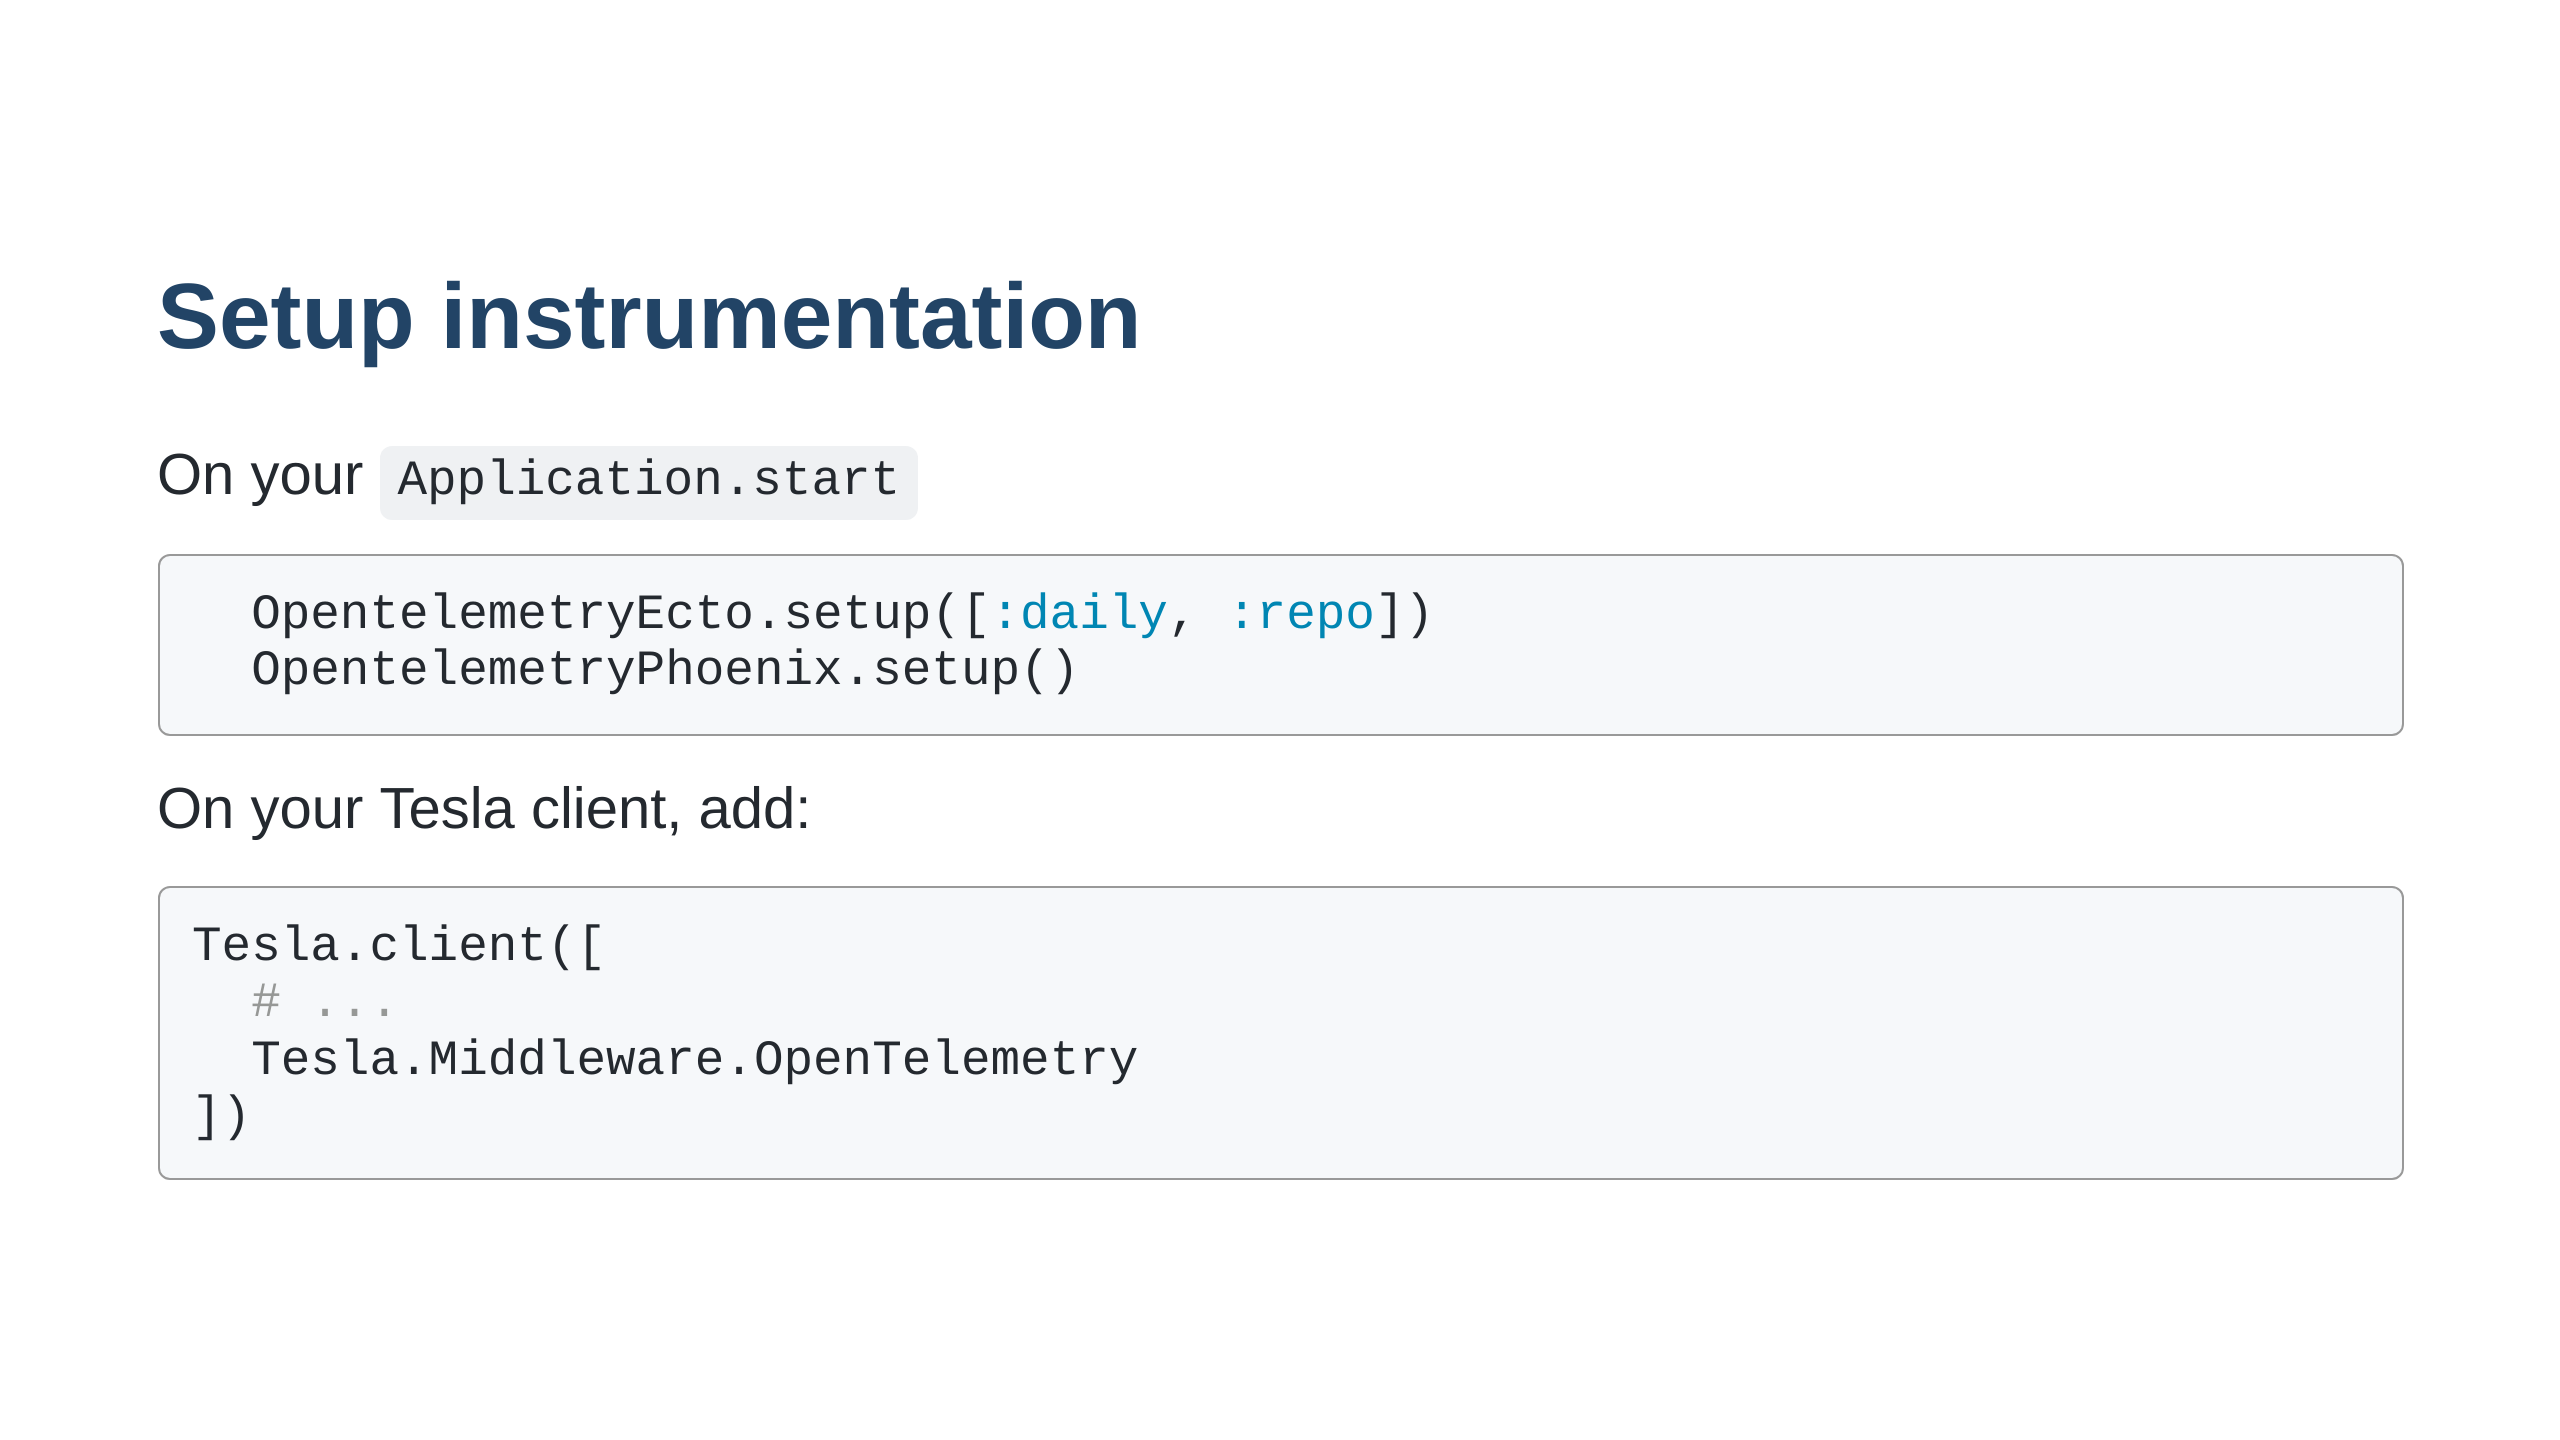 Setup instrumentation
On your Application.start
  OpentelemetryEcto.setup([:daily, :repo])
  OpentelemetryPhoenix.setup()
On your Tesla client, add:
Tesla.client([
  # ...
  Tesla.Middleware.OpenTelemetry
])